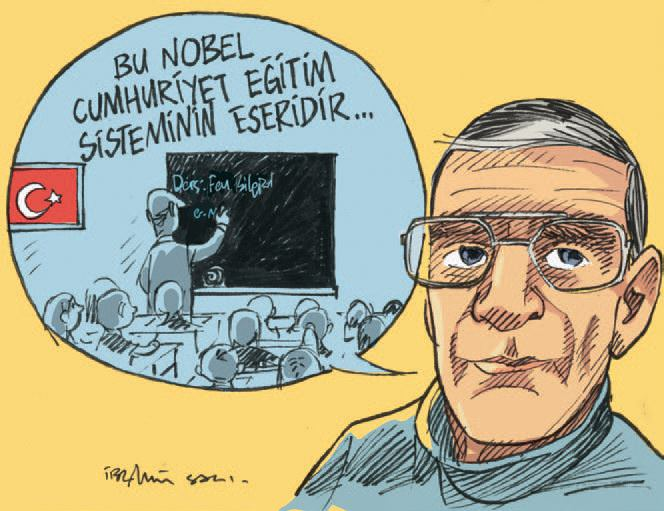 BU NOBEL
CUMHURİYET EĞİTİM
SİSTEMİNİN ESERİDİR...
Ders: Fen Bilgisi